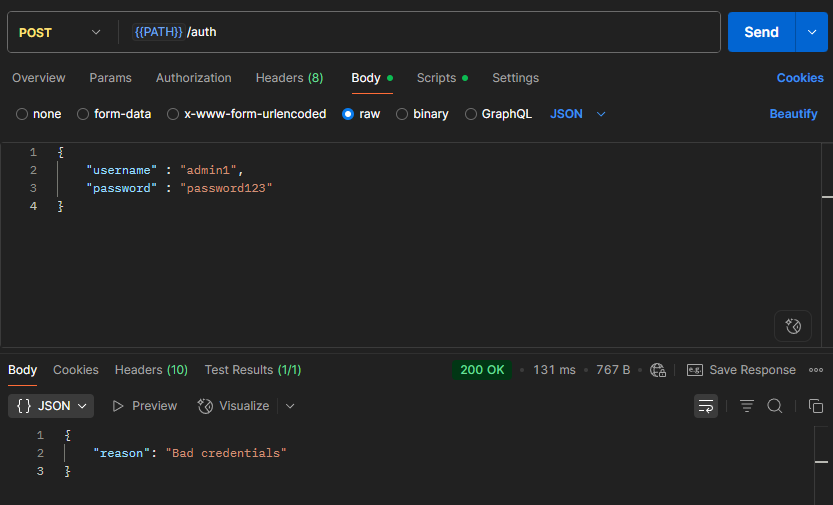 POST {{PATH}} /auth Send
Overview Params Authorization Headers (8) Body Scripts Settings Cookies
none form-data x-www-form-urlencoded raw binary GraphQL JSON Beautify
1 {
2 "username" : "admin1",
3 "password" : "password123"
4 }
Body Cookies Headers (10) Test Results (1/1) 200 OK • 131 ms • 767 B • e.g. Save Response
{} JSON Preview Visualize
1 {
2 "reason": "Bad credentials"
3 }